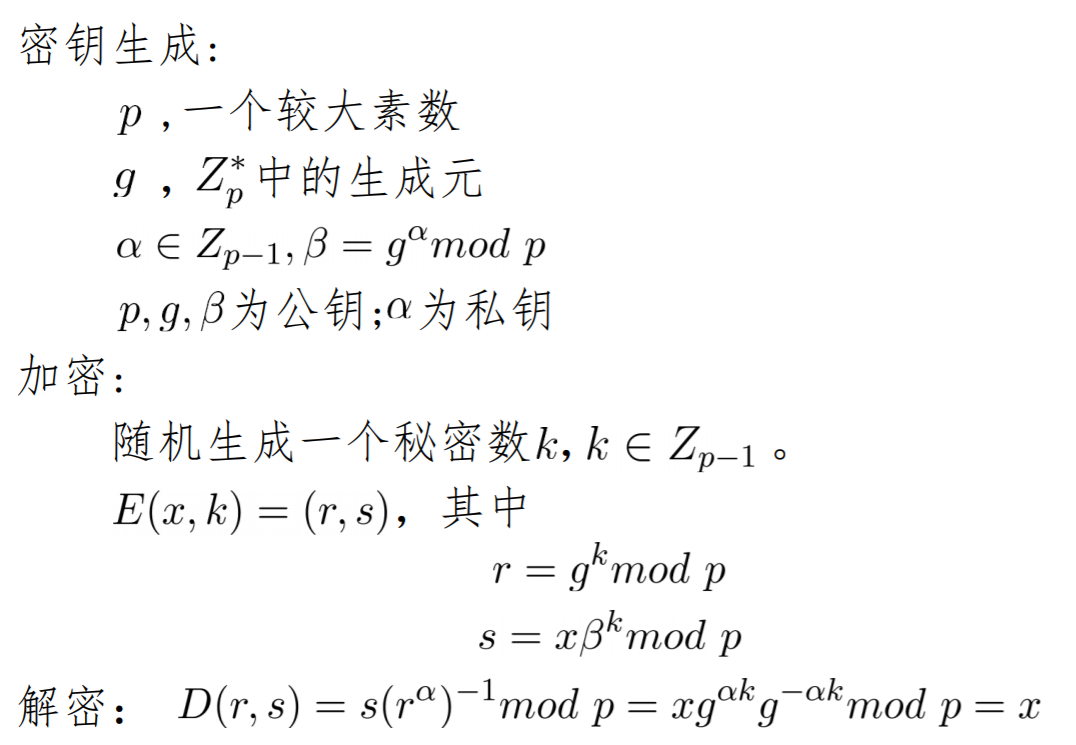 密钥生成:
p ,一个较大素数
g ，$Z_p^*$中的生成元
$\alpha \in Z_{p-1}, \beta = g^\alpha mod\ p$
$p, g, \beta$为公钥;$\alpha$为私钥
加密:
随机生成一个秘密数$k$, $k \in Z_{p-1}$ 。
$E(x, k) = (r, s)$，其中
$r = g^k mod\ p$
$s = x\beta^k mod\ p$
解密： $D(r, s) = s(r^\alpha)^{-1} mod\ p = xg^{\alpha k}g^{-\alpha k} mod\ p = x$